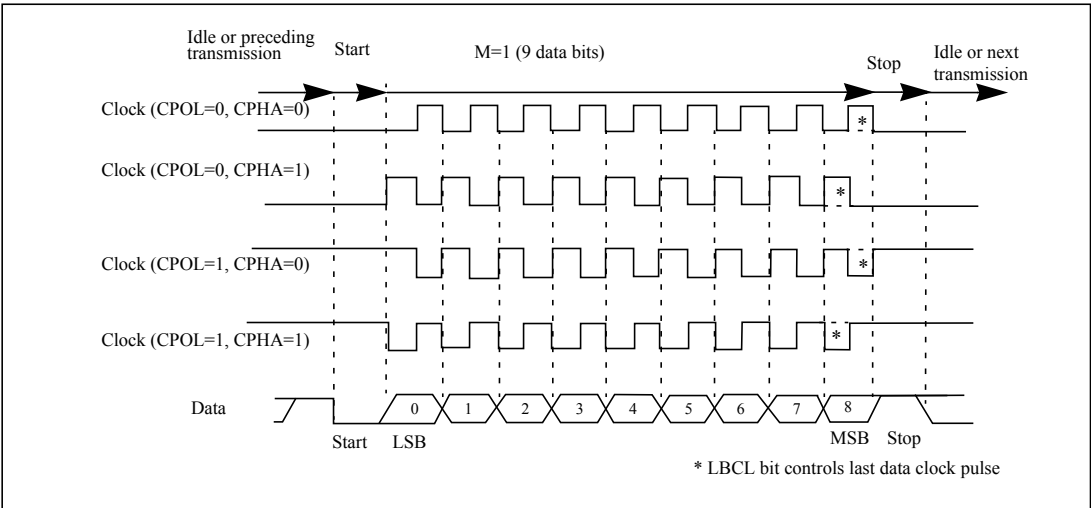 Idle or preceding
transmission
Start
M=1 (9 data bits)
Stop
Idle or next
transmission
Clock (CPOL=0, CPHA=0)
*
Clock (CPOL=0, CPHA=1)
*
Clock (CPOL=1, CPHA=0)
*
Clock (CPOL=1, CPHA=1)
*
Data
0 1 2 3 4 5 6 7 8
Start LSB MSB Stop
* LBCL bit controls last data clock pulse